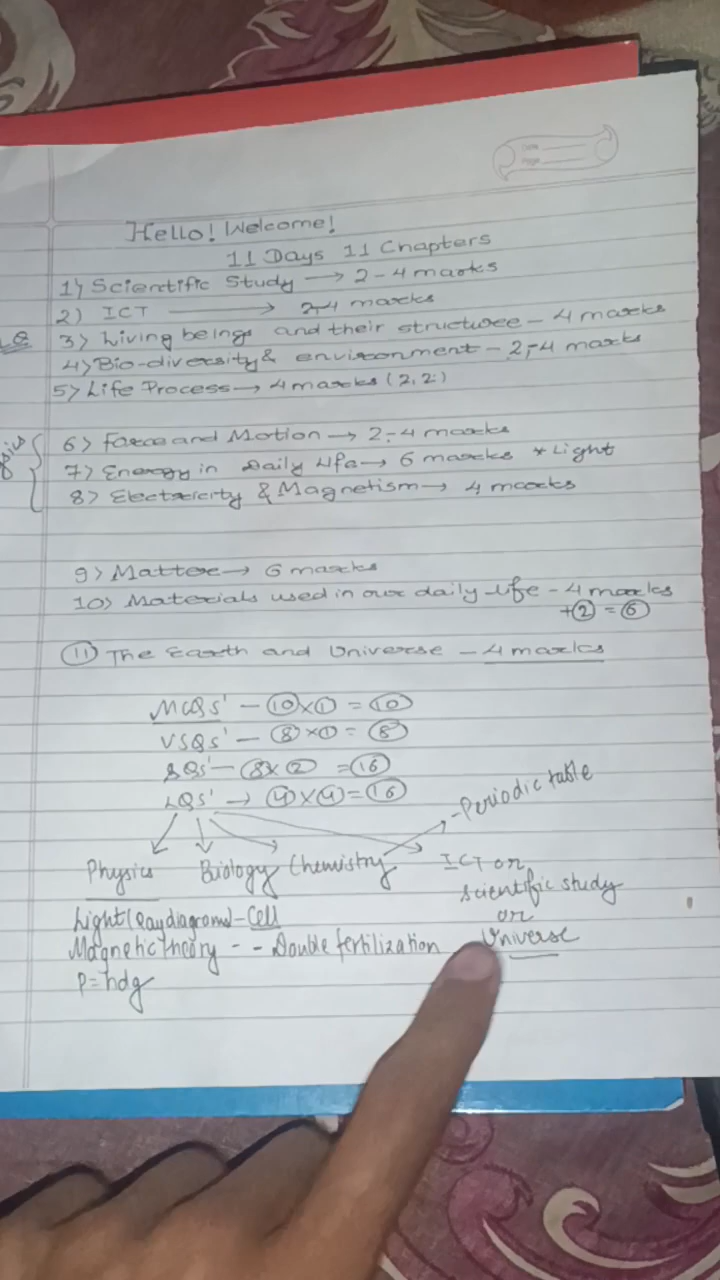 Date
Page
Hello! Welcome!
11 Days 11 Chapters
1) Scientific Study → 2-4 marks
2) ICT → 2-4 marks
3) Living beings and their structure - 4 marks
4) Bio-diversity & environment - 2-4 marks
5) Life Process → 4 marks (2,2)
6) Force and Motion → 2-4 marks
7) Energy in Daily life → 6 marks * Light
8) Electricity & Magnetism → 4 marks
9) Matter → 6 marks
10) Materials used in our daily life - 4 marks
+2 = 6
11 The Earth and Universe - 4 marks
MCQs' - 10 x 1 = 10
VSQs' - 8 x 1 = 8
SQs' - 8 x 2 = 16
LQs' → 4 x 4 = 16
- Periodic table
Physics Biology Chemistry ICT or
Scientific study
or
Universe
Light (Raydiagram) - Cell
Magnetic theory - - Double fertilization
P=hdg